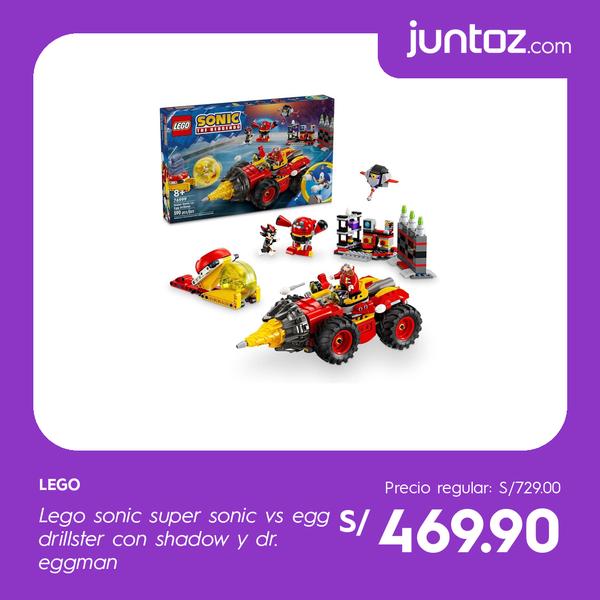 juntoz.com
LEGO
SONIC
THE HEDGEHOG
8+
76999
LEGO
Precio regular: S/729.00
Lego sonic super sonic vs egg
drillster con shadow y dr.
eggman
S/ 469.90